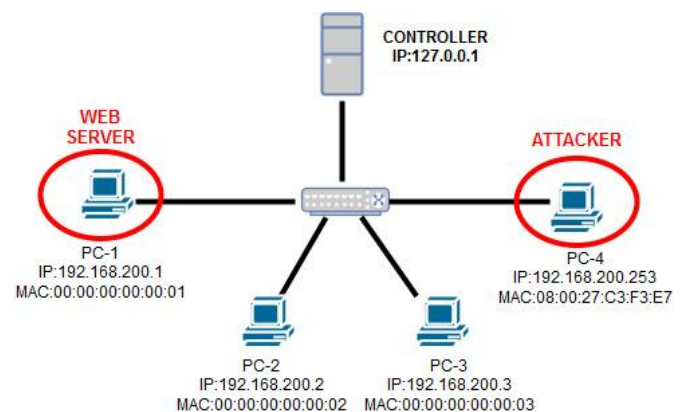 CONTROLLER
IP:127.0.0.1
WEB
SERVER
ATTACKER
PC-1
IP:192.168.200.1
MAC:00:00:00:00:00:01
PC-4
IP:192.168.200.253
MAC:08:00:27:C3:F3:E7
PC-2
IP:192.168.200.2
MAC:00:00:00:00:00:02
PC-3
IP:192.168.200.3
MAC:00:00:00:00:00:03